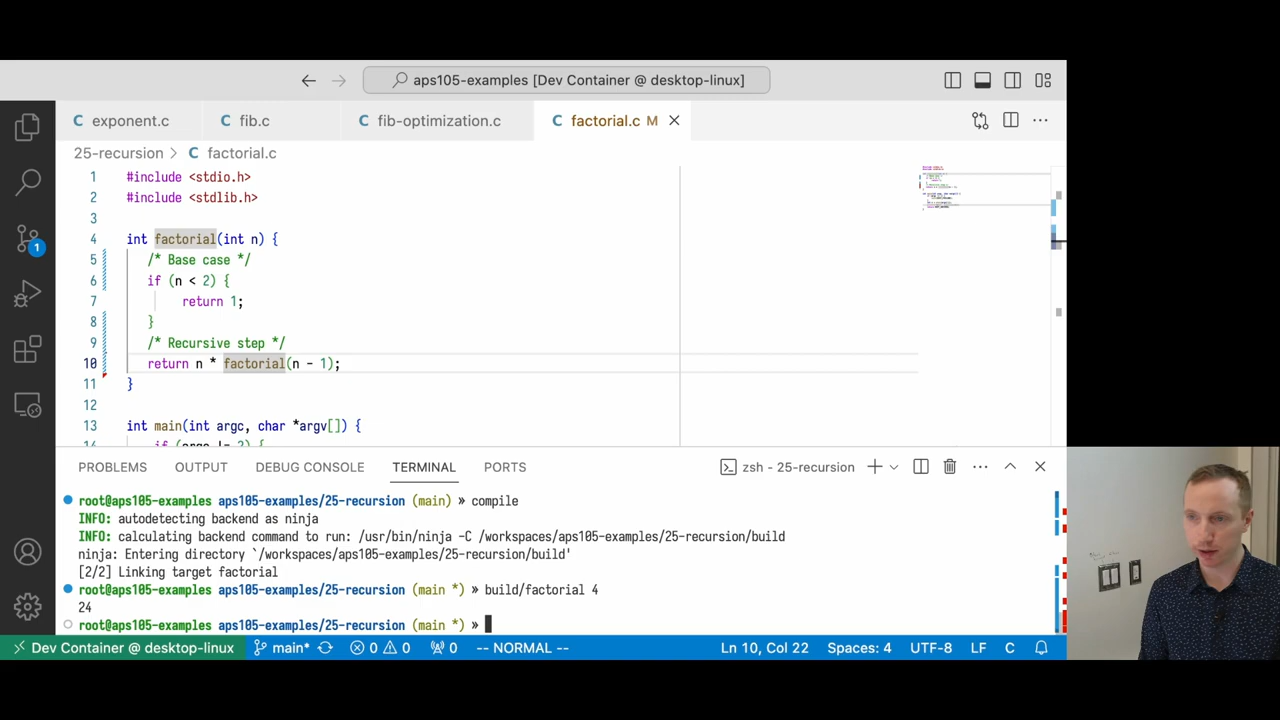 aps105-examples [Dev Container @ desktop-linux]
C exponent.c C fib.c C fib-optimization.c C factorial.c M
25-recursion > C factorial.c
1 #include <stdio.h>
2 #include <stdlib.h>
3
4 int factorial(int n) {
5 /* Base case */
6 if (n < 2) {
7 return 1;
8 }
9 /* Recursive step */
10 return n * factorial(n - 1);
11 }
12
13 int main(int argc, char *argv[]) {
14 if (argc != 2) {
1
PROBLEMS OUTPUT DEBUG CONSOLE TERMINAL PORTS zsh - 25-recursion
root@aps105-examples aps105-examples/25-recursion (main) » compile
INFO: autodetecting backend as ninja
INFO: calculating backend command to run: /usr/bin/ninja -C /workspaces/aps105-examples/25-recursion/build
ninja: Entering directory `/workspaces/aps105-examples/25-recursion/build'
[2/2] Linking target factorial
root@aps105-examples aps105-examples/25-recursion (main *) » build/factorial 4
24
root@aps105-examples aps105-examples/25-recursion (main *) »
Dev Container @ desktop-linux main* 0 0 0 -- NORMAL -- Ln 10, Col 22 Spaces: 4 UTF-8 LF C